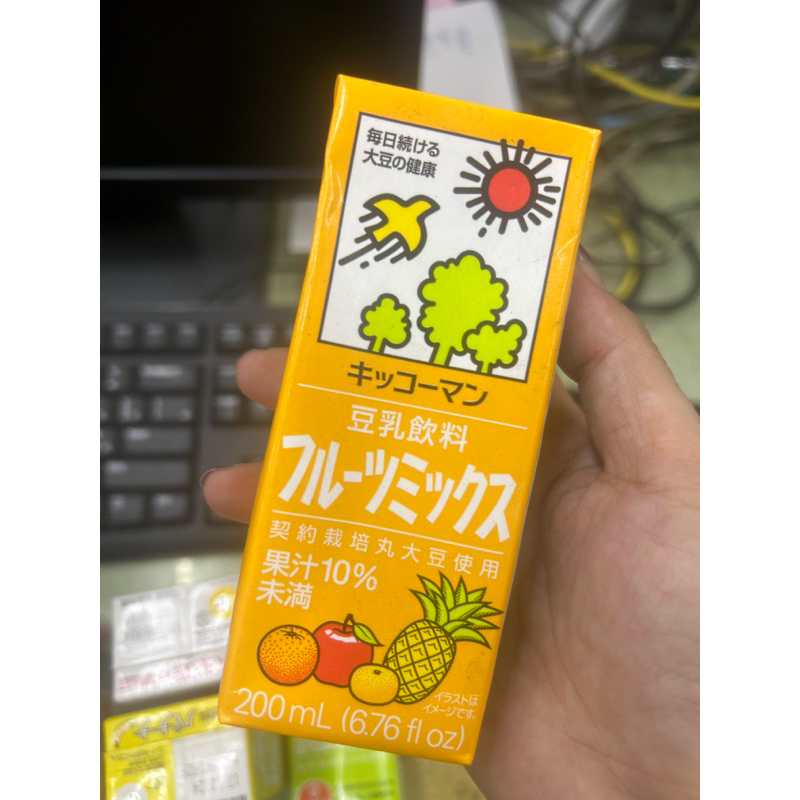 毎日続ける
大豆の健康
キッコーマン
豆乳飲料
フルーツミックス
契約栽培丸大豆使用
果汁10%
未満
イラストは
イメージです。
200mL (6.76 fl oz)